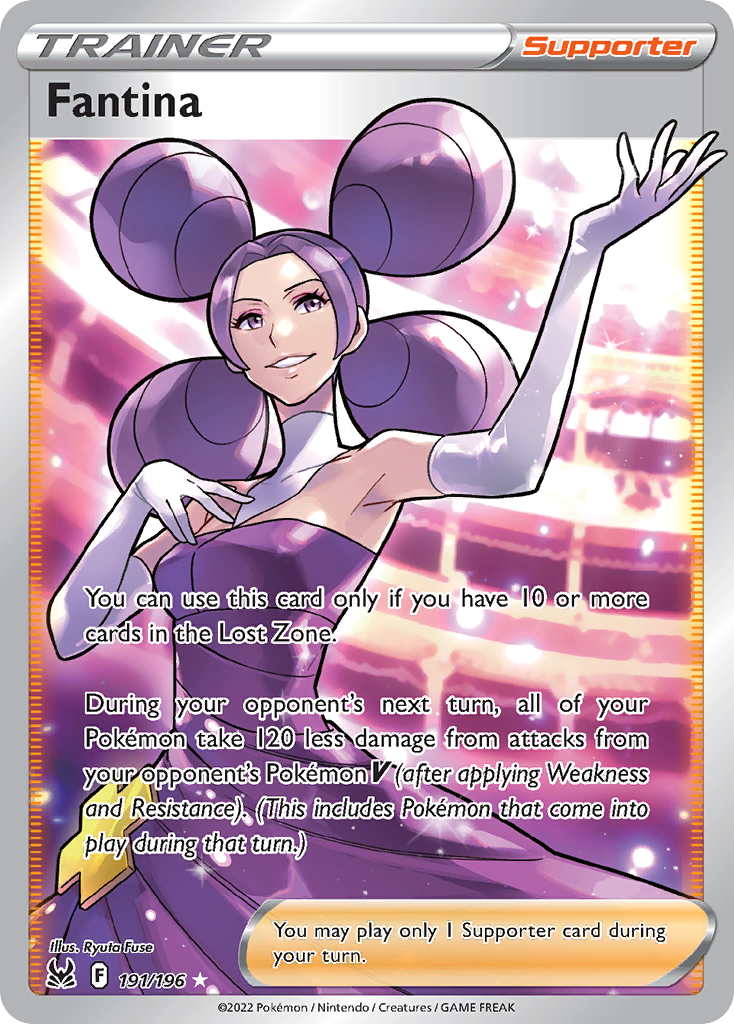 TRAINER Supporter
Fantina
You can use this card only if you have 10 or more
cards in the Lost Zone.
During your opponent's next turn, all of your
Pokémon take 120 less damage from attacks from
your opponent's Pokémon V (after applying Weakness
and Resistance). (This includes Pokémon that come into
play during that turn.)
You may play only 1 Supporter card during
your turn.
Illus. Ryuta Fuse
F 191/196 ★
©2022 Pokémon / Nintendo / Creatures / GAME FREAK